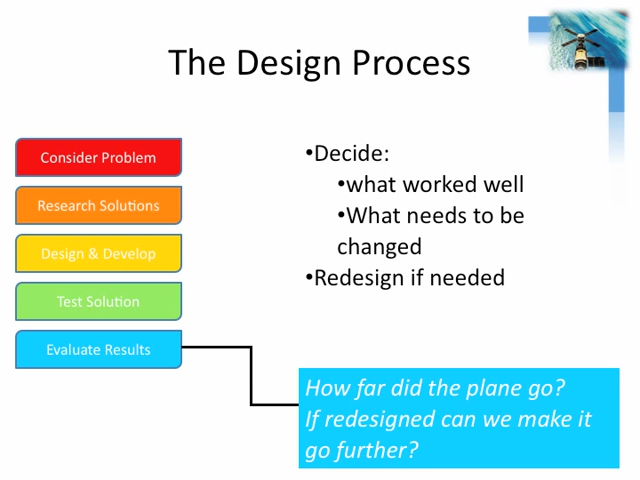 The Design Process
Consider Problem
Research Solutions
Design & Develop
Test Solution
Evaluate Results
•Decide:
•what worked well
•What needs to be
changed
•Redesign if needed
How far did the plane go?
If redesigned can we make it
go further?